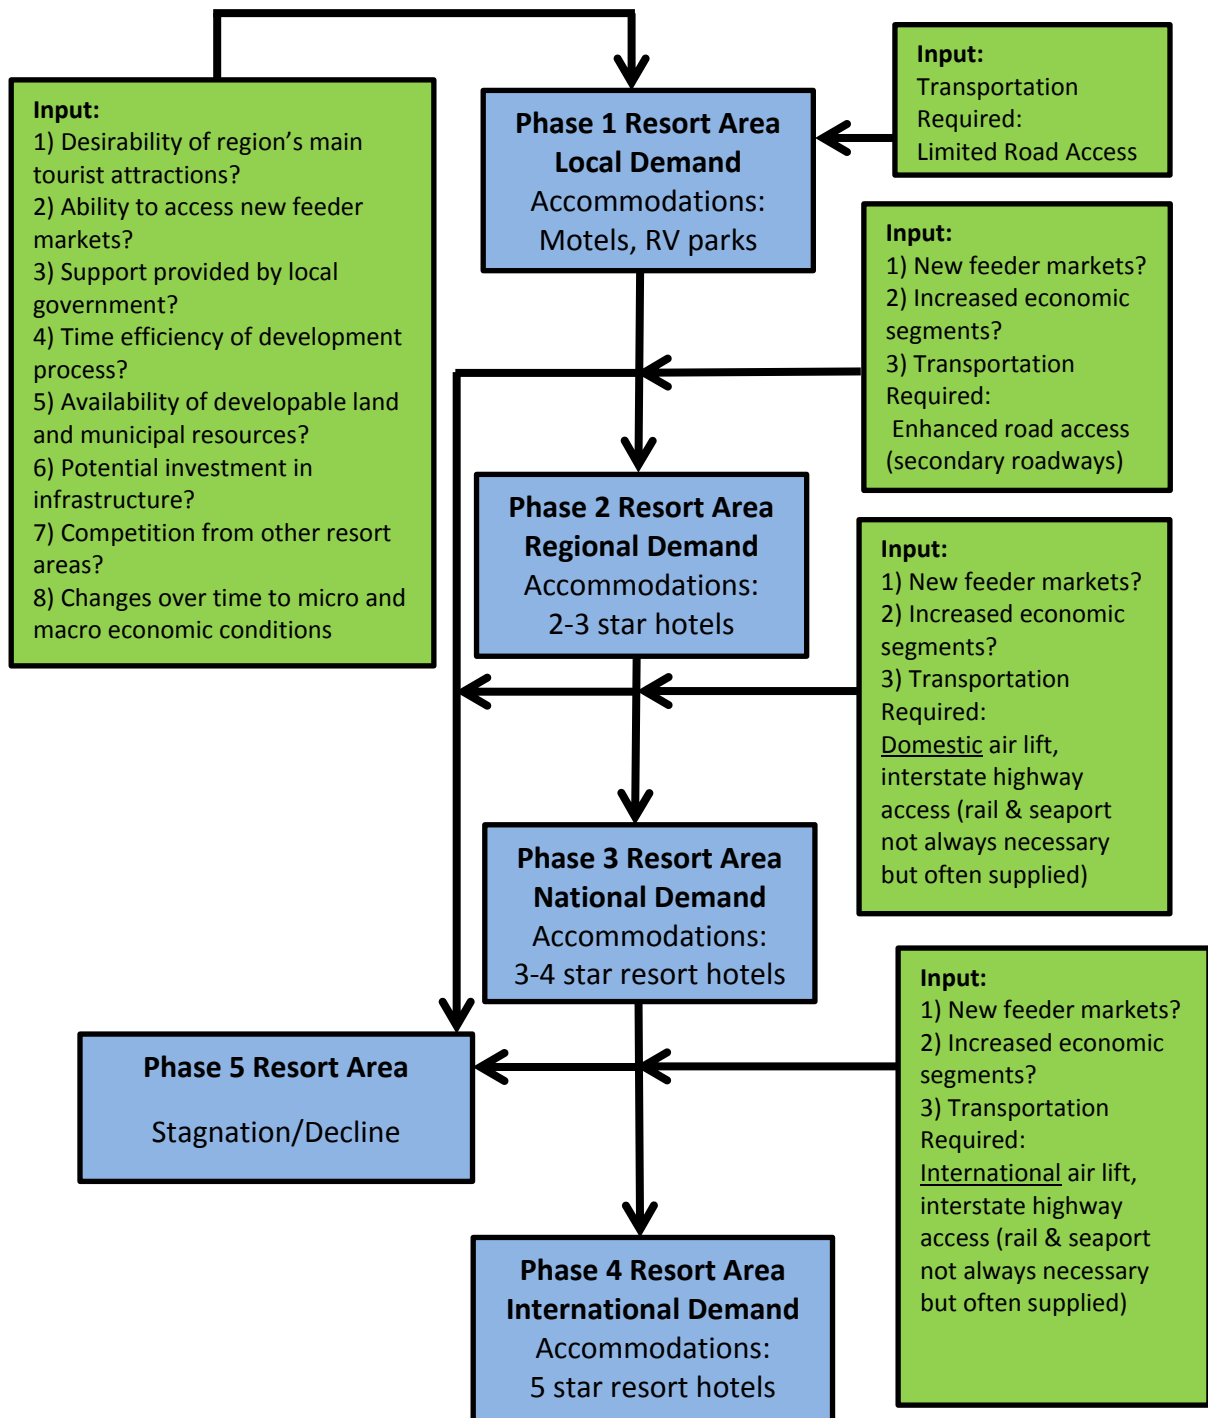 Input:
1) Desirability of region’s main
tourist attractions?
2) Ability to access new feeder
markets?
3) Support provided by local
government?
4) Time efficiency of development
process?
5) Availability of developable land
and municipal resources?
6) Potential investment in
infrastructure?
7) Competition from other resort
areas?
8) Changes over time to micro and
macro economic conditions
Phase 1 Resort Area
Local Demand
Accommodations:
Motels, RV parks
Input:
Transportation
Required:
Limited Road Access
Input:
1) New feeder markets?
2) Increased economic
segments?
3) Transportation
Required:
Enhanced road access
(secondary roadways)
Phase 2 Resort Area
Regional Demand
Accommodations:
2-3 star hotels
Input:
1) New feeder markets?
2) Increased economic
segments?
3) Transportation
Required:
Domestic air lift,
interstate highway
access (rail & seaport
not always necessary
but often supplied)
Phase 3 Resort Area
National Demand
Accommodations:
3-4 star resort hotels
Input:
1) New feeder markets?
2) Increased economic
segments?
3) Transportation
Required:
International air lift,
interstate highway
access (rail & seaport
not always necessary
but often supplied)
Phase 5 Resort Area
Stagnation/Decline
Phase 4 Resort Area
International Demand
Accommodations:
5 star resort hotels